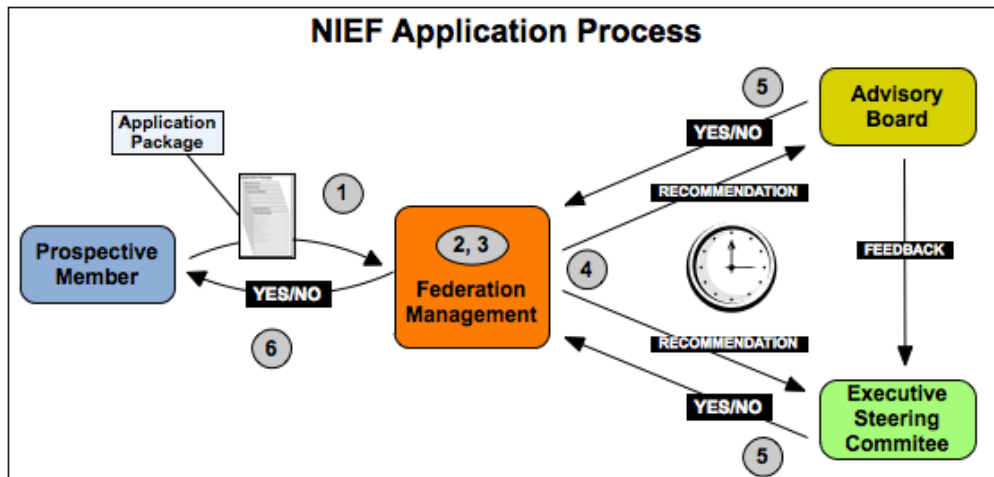 NIEF Application Process
Application
Package
1
Prospective
Member
YES/NO
6
2, 3
Federation
Management
4
5
YES/NO
RECOMMENDATION
Advisory
Board
FEEDBACK
RECOMMENDATION
YES/NO
5
Executive
Steering
Commitee